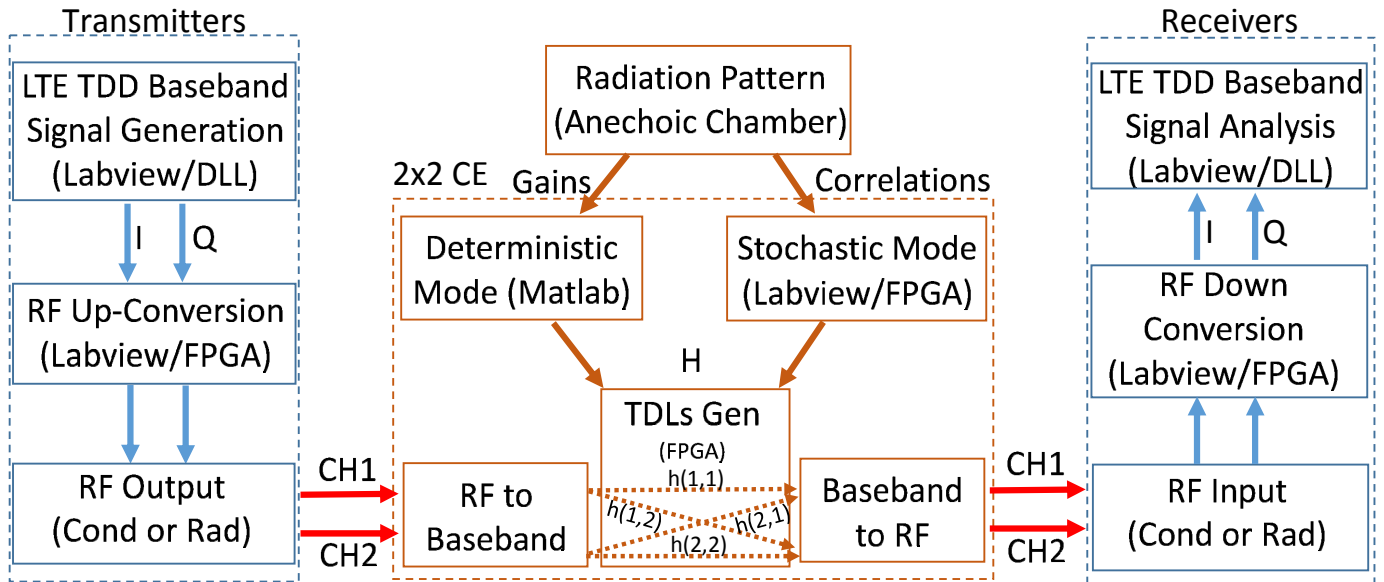 Transmitters
LTE TDD Baseband
Signal Generation
(Labview/DLL)
I
Q
RF Up-Conversion
(Labview/FPGA)
RF Output
(Cond or Rad)
CH1
CH2
Radiation Pattern
(Anechoic Chamber)
2x2 CE
Gains
Correlations
Deterministic
Mode (Matlab)
Stochastic Mode
(Labview/FPGA)
H
TDLs Gen
(FPGA)
h(1,1)
h(1,2)
h(2,1)
h(2,2)
RF to
Baseband
Baseband
to RF
CH1
CH2
Receivers
LTE TDD Baseband
Signal Analysis
(Labview/DLL)
I
Q
RF Down
Conversion
(Labview/FPGA)
RF Input
(Cond or Rad)